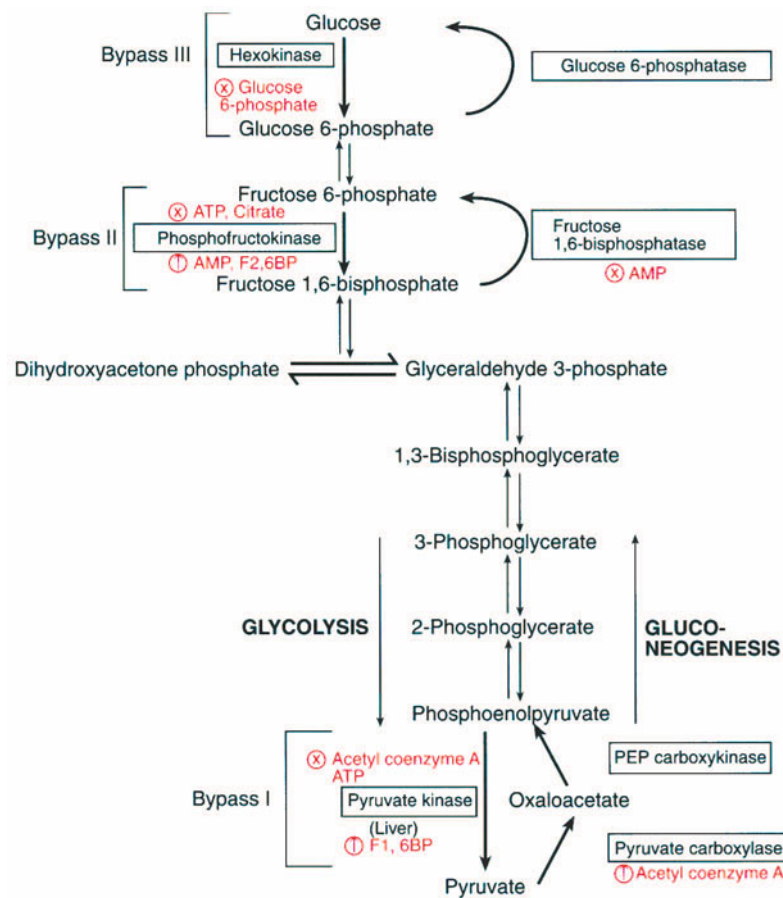 Glucose
Bypass III
Hexokinase
Glucose 6-phosphatase
ⓧ Glucose
6-phosphate
Glucose 6-phosphate
Fructose 6-phosphate
ⓧ ATP, Citrate
Bypass II
Phosphofructokinase
Fructose
1,6-bisphosphatase
↑ AMP, F2,6BP
ⓧ AMP
Fructose 1,6-bisphosphate
Dihydroxyacetone phosphate
Glyceraldehyde 3-phosphate
1,3-Bisphosphoglycerate
3-Phosphoglycerate
GLYCOLYSIS
2-Phosphoglycerate
GLUCO-
NEOGENESIS
Phosphoenolpyruvate
ⓧ Acetyl coenzyme A
ATP
PEP carboxykinase
Bypass I
Pyruvate kinase
Oxaloacetate
(Liver)
↑ F1, 6BP
Pyruvate carboxylase
↑ Acetyl coenzyme A
Pyruvate